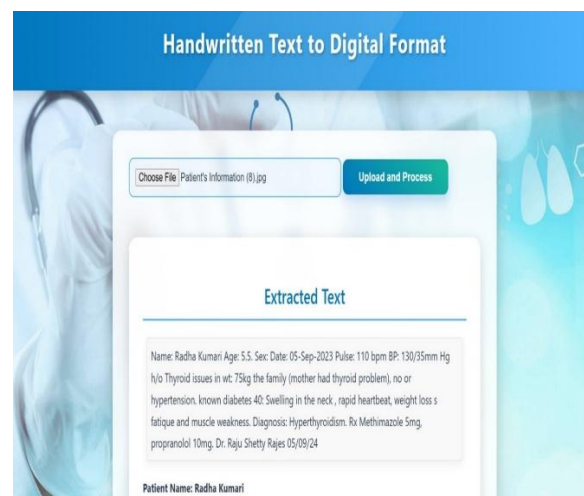 Handwritten Text to Digital Format
Choose File Patient's Information (8).jpg
Upload and Process
Extracted Text
Name: Radha Kumari Age: 5.5. Sex: Date: 05-Sep-2023 Pulse: 110 bpm BP: 130/35mm Hg
h/o Thyroid issues in wt: 75kg the family (mother had thyroid problem), no or
hypertension. known diabetes 40: Swelling in the neck , rapid heartbeat, weight loss s
fatique and muscle weakness. Diagnosis: Hyperthyroidism. Rx Methimazole 5mg,
propranolol 10mg. Dr. Raju Shetty Rajes 05/09/24
Patient Name: Radha Kumari